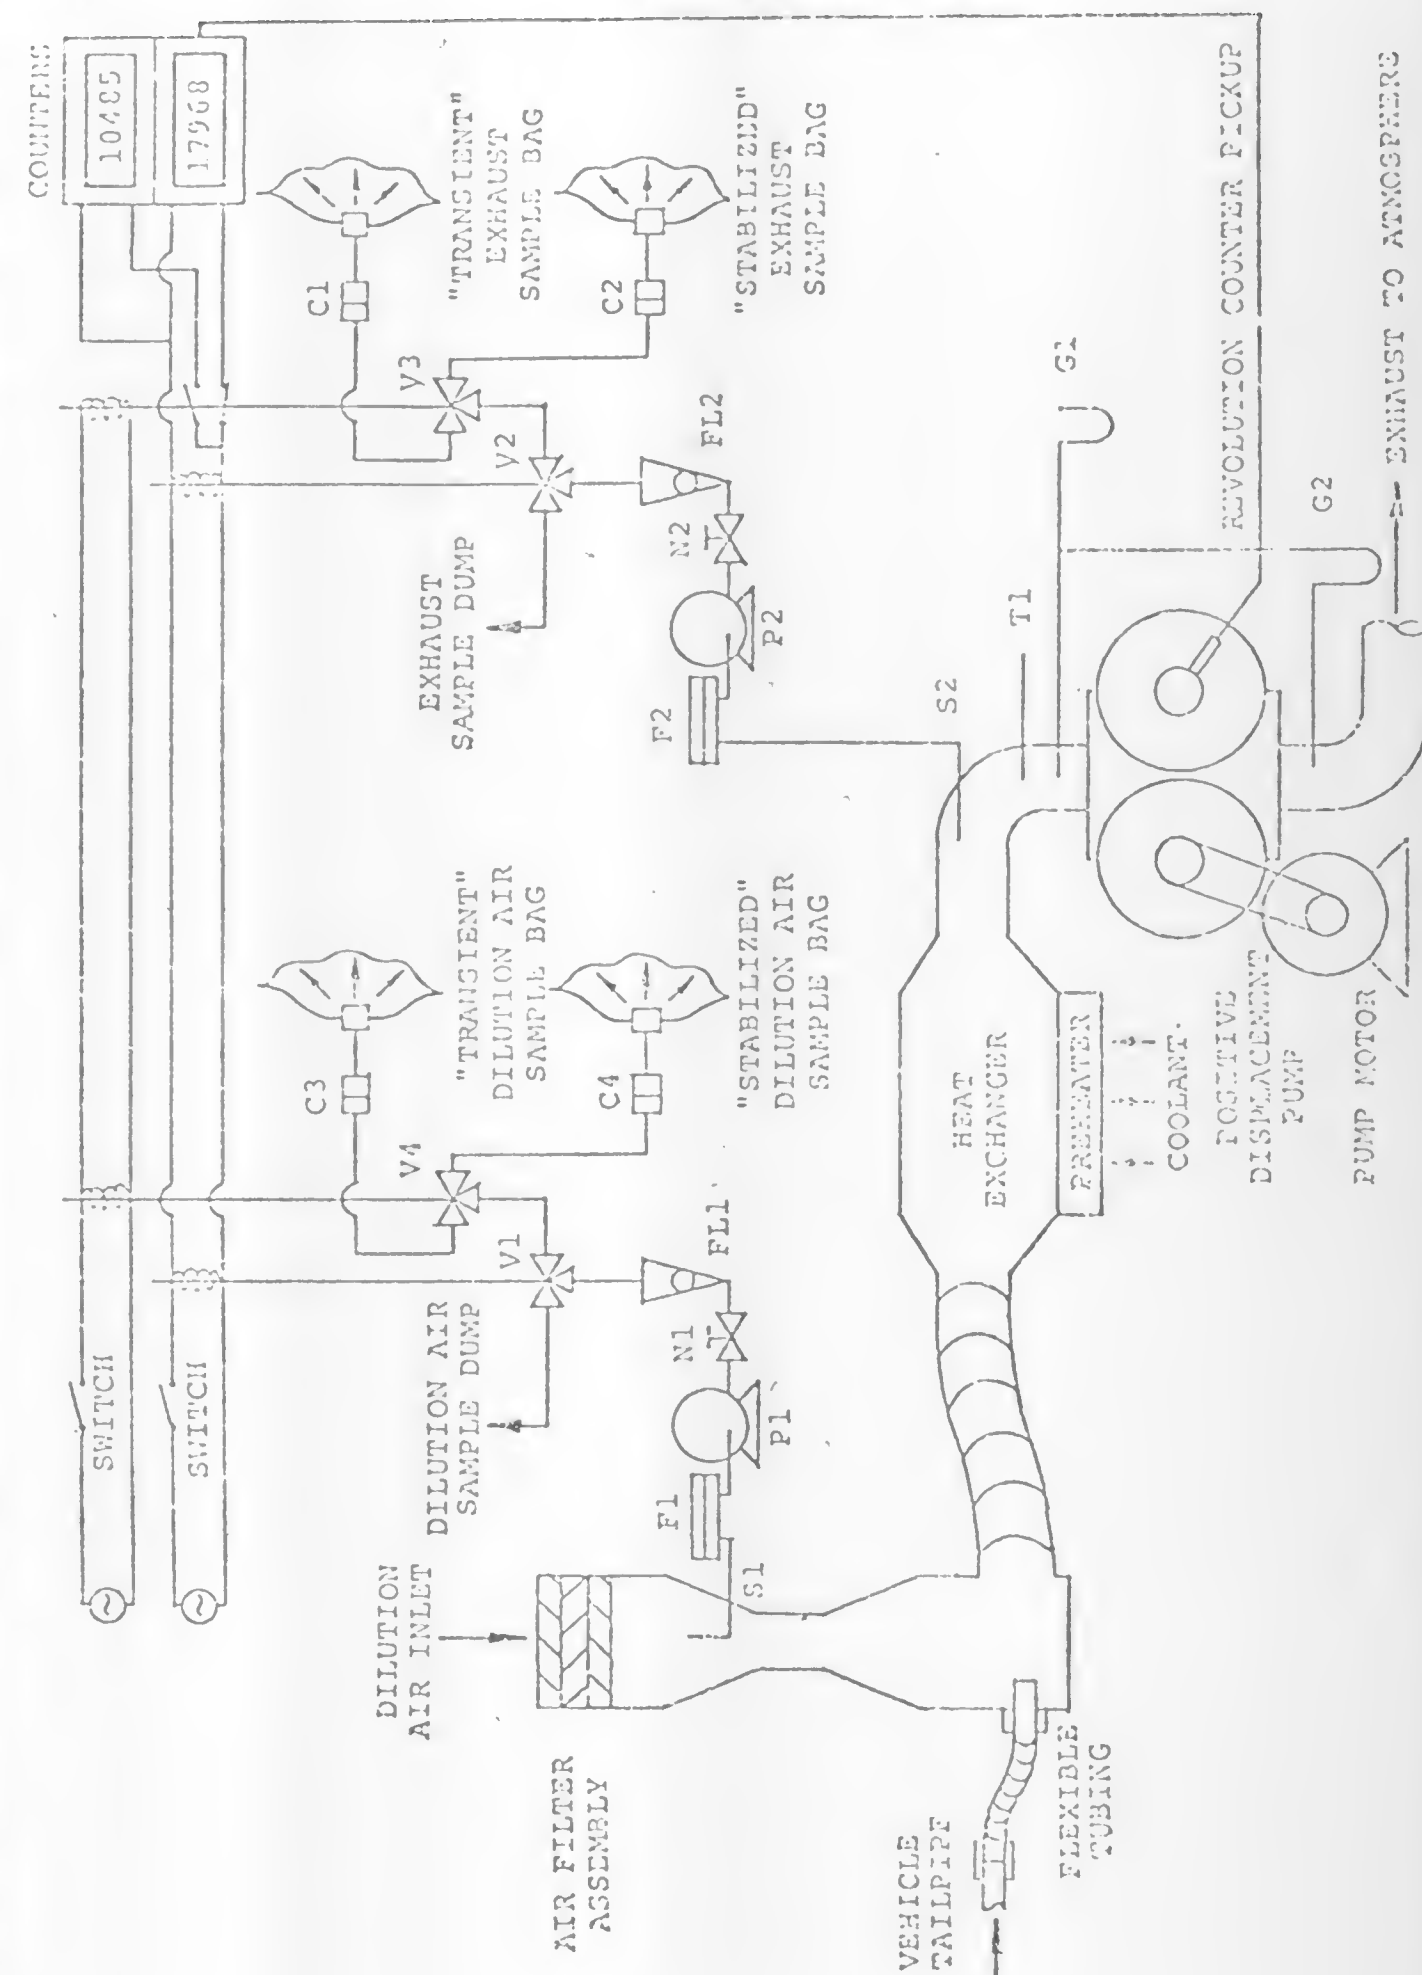 COUNTERS
10485
17968
"TRANSIENT"
EXHAUST
SAMPLE BAG
"STABILIZED"
EXHAUST
SAMPLE BAG
C1
C2
V3
V2
FL2
N2
P2
F2
EXHAUST
SAMPLE DUMP
G1
REVOLUTION COUNTER PICKUP
EXHAUST TO ATMOSPHERE
G2
T1
S2
"TRANSIENT"
DILUTION AIR
SAMPLE BAG
"STABILIZED"
DILUTION AIR
SAMPLE BAG
C3
C4
V4
V1
FL1
N1
P1
F1
S1
DILUTION AIR
SAMPLE DUMP
SWITCH
SWITCH
HEAT
EXCHANGER
PREHEATER
COOLANT
POSITIVE
DISPLACEMENT
PUMP
PUMP MOTOR
DILUTION
AIR INLET
AIR FILTER
ASSEMBLY
VEHICLE
TAILPIPE
FLEXIBLE
TUBING